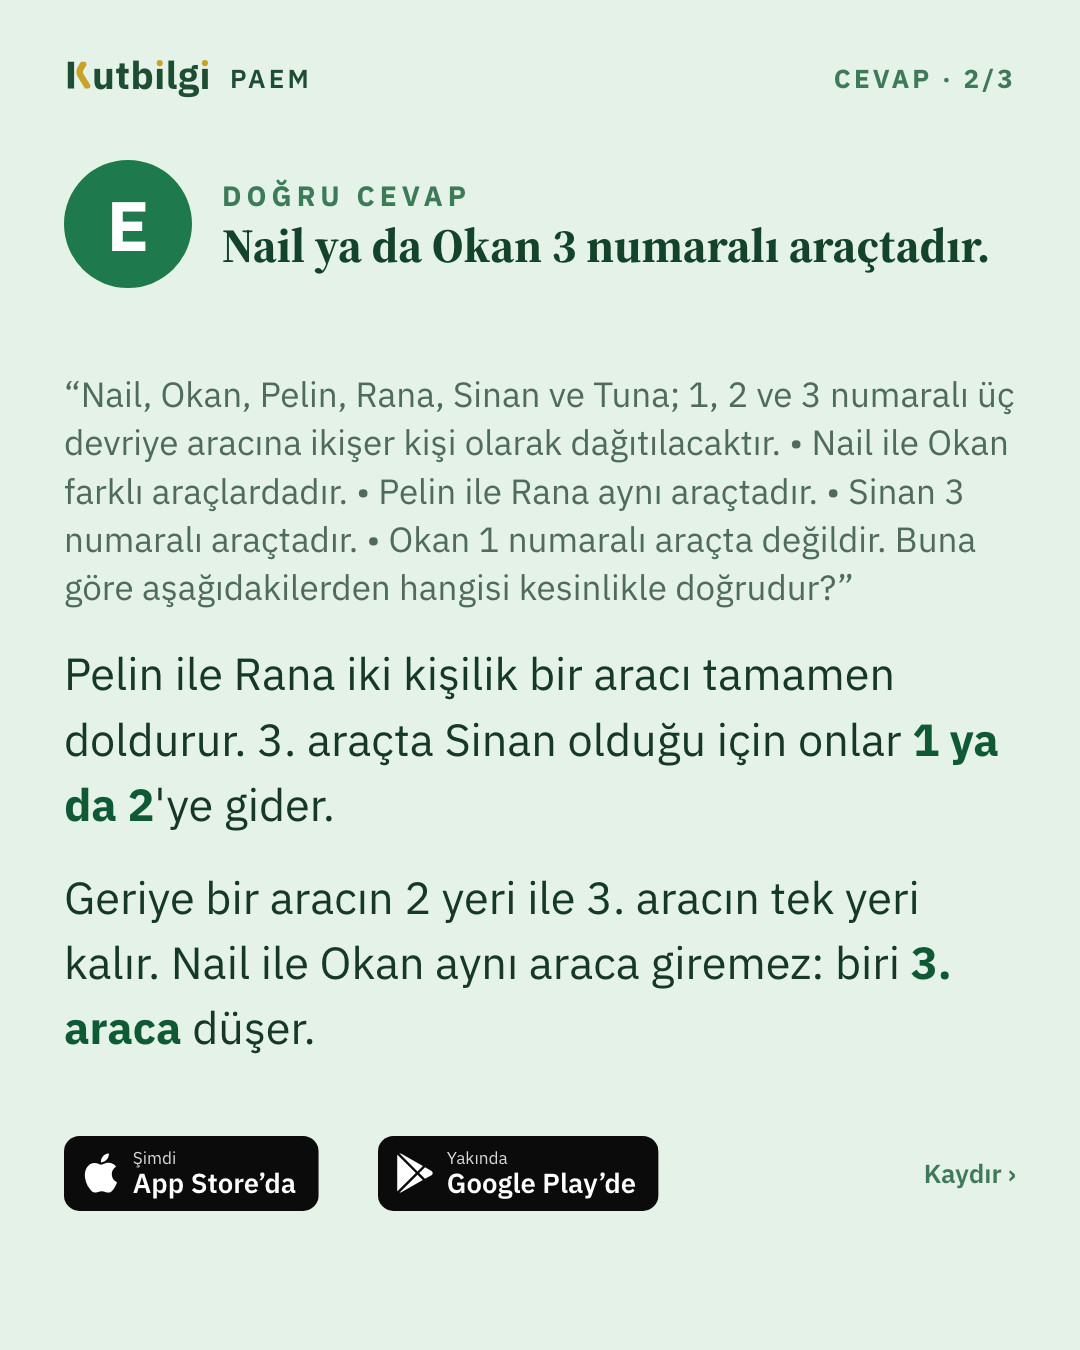 Kutbilgi PAEM
CEVAP · 2/3
E
DOĞRU CEVAP
Nail ya da Okan 3 numaralı araçtadır.
“Nail, Okan, Pelin, Rana, Sinan ve Tuna; 1, 2 ve 3 numaralı üç
devriye aracına ikişer kişi olarak dağıtılacaktır. • Nail ile Okan
farklı araçlardadır. • Pelin ile Rana aynı araçtadır. • Sinan 3
numaralı araçtadır. • Okan 1 numaralı araçta değildir. Buna
göre aşağıdakilerden hangisi kesinlikle doğrudur?”
Pelin ile Rana iki kişilik bir aracı tamamen
doldurur. 3. araçta Sinan olduğu için onlar 1 ya
da 2'ye gider.
Geriye bir aracın 2 yeri ile 3. aracın tek yeri
kalır. Nail ile Okan aynı araca giremez: biri 3.
araca düşer.
Şimdi
App Store’da
Yakında
Google Play’de
Kaydır ›